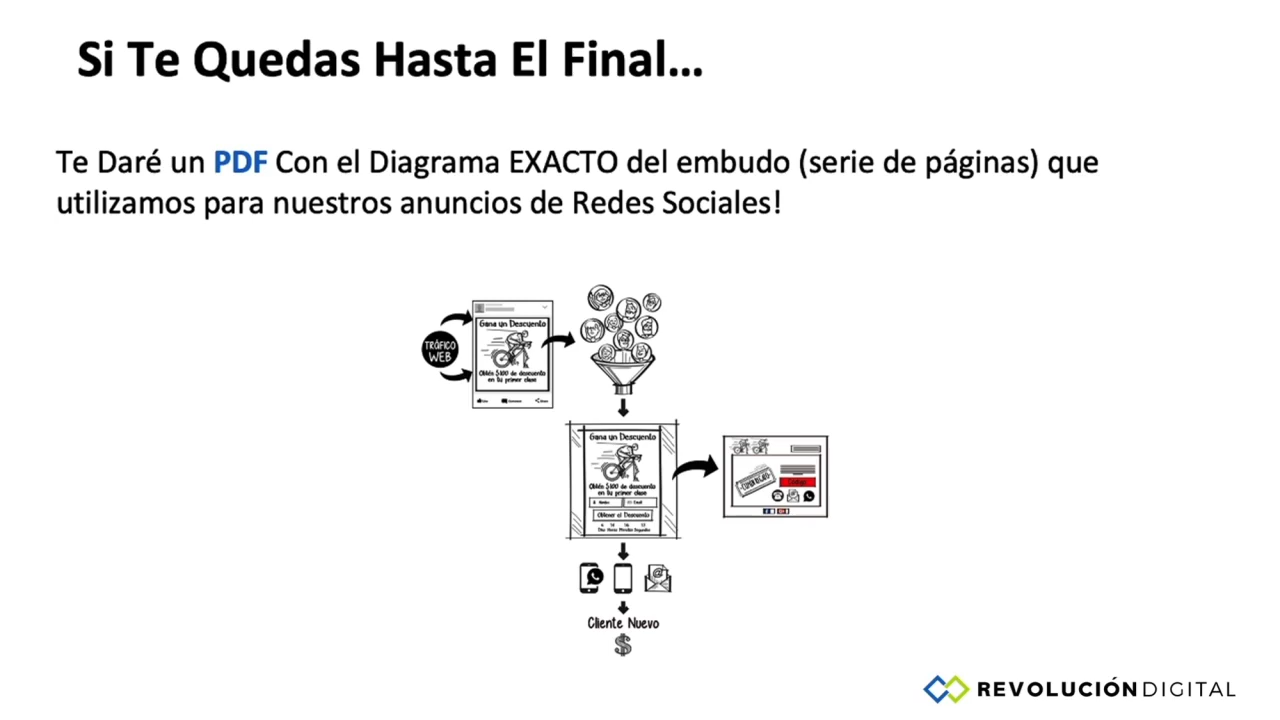 Si Te Quedas Hasta El Final...
Te Daré un PDF Con el Diagrama EXACTO del embudo (serie de páginas) que
utilizamos para nuestros anuncios de Redes Sociales!
Gana un Descuento
TRÁFICO
WEB
Obtén $100 de descuento
en tu primer clase
Gana un Descuento
Obtén $100 de descuento
en tu primer clase
Email
Obtener el Descuento
Cliente Nuevo
$
REVOLUCIÓN DIGITAL